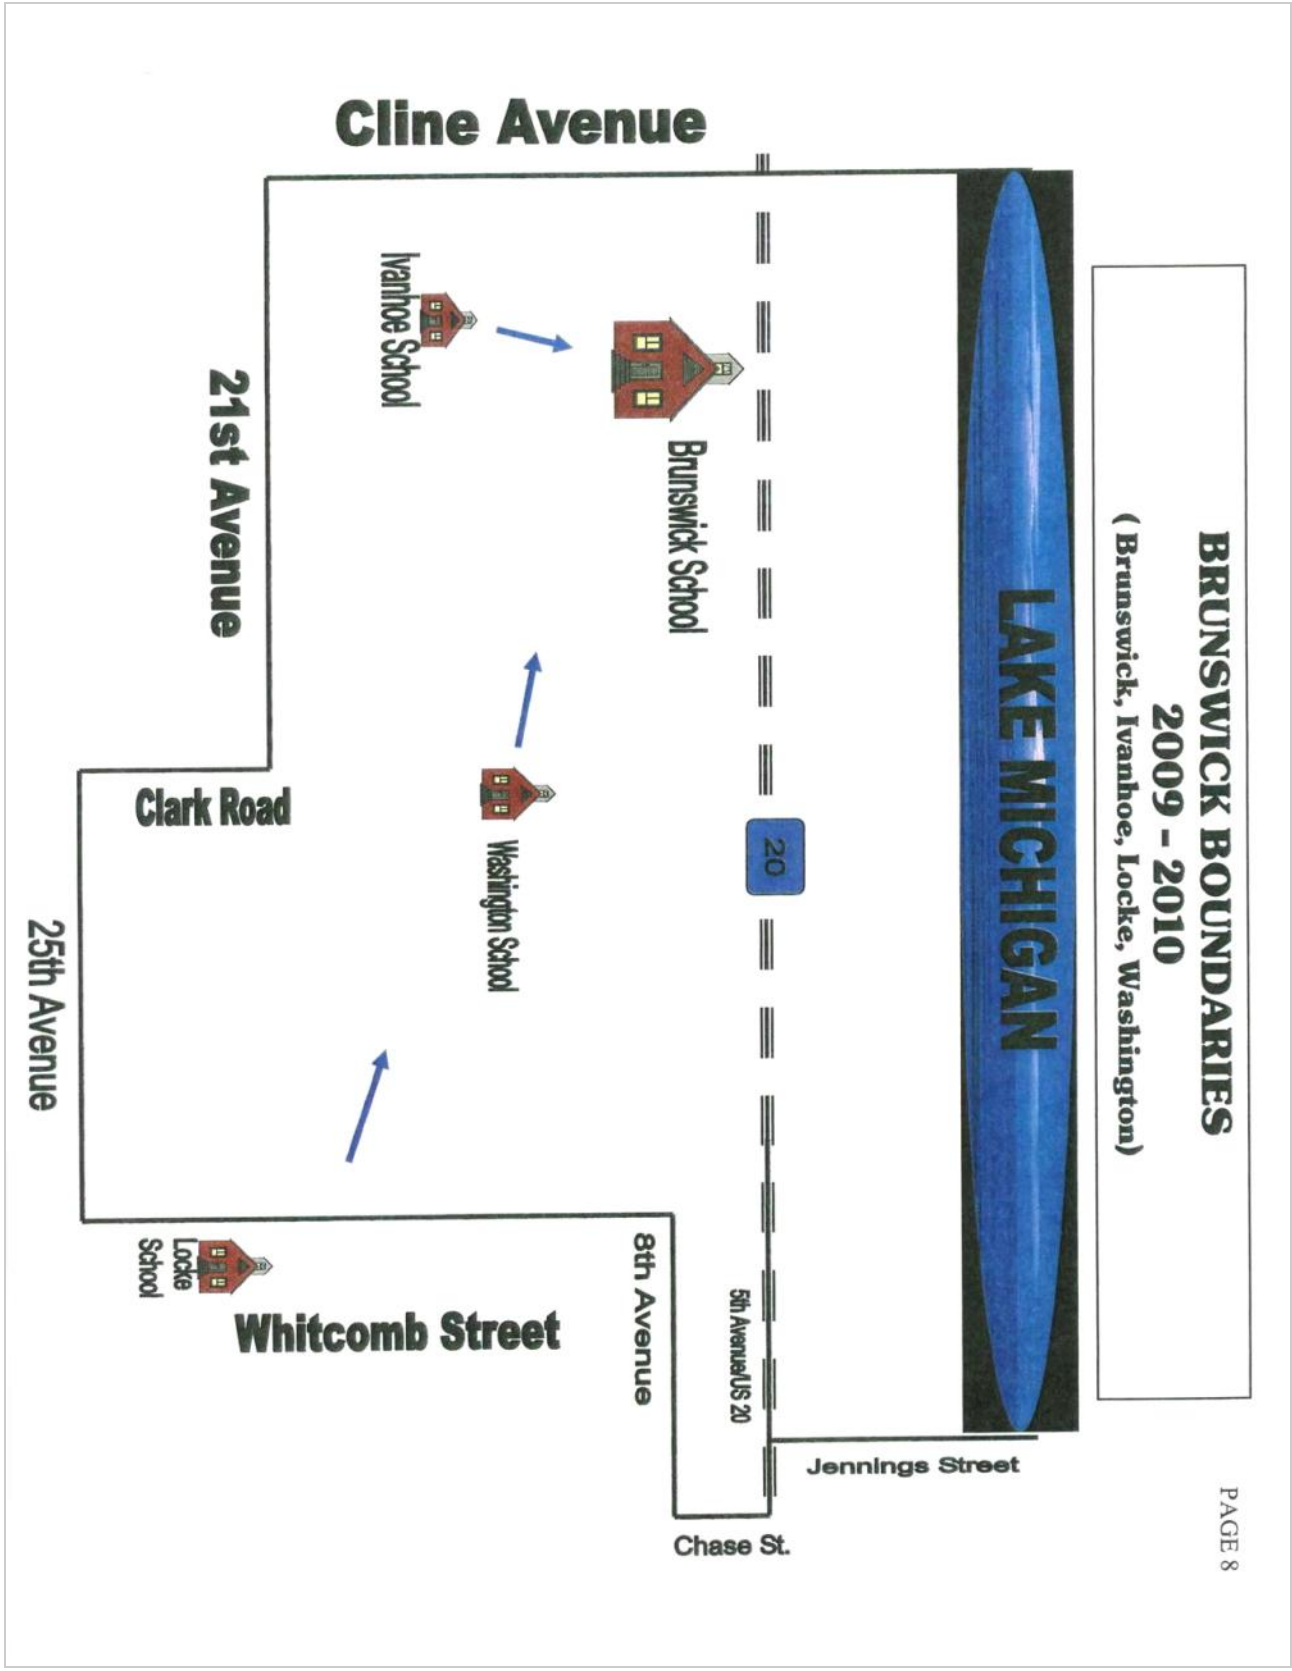 PAGE 8
BRUNSWICK BOUNDARIES
2009 - 2010
( Brunswick, Ivanhoe, Locke, Washington)
LAKE MICHIGAN
Cline Avenue
20
Brunswick School
Ivanhoe School
Washington School
21st Avenue
Clark Road
25th Avenue
Locke
School
Whitcomb Street
8th Avenue
5th Avenue/US 20
Jennings Street
Chase St.